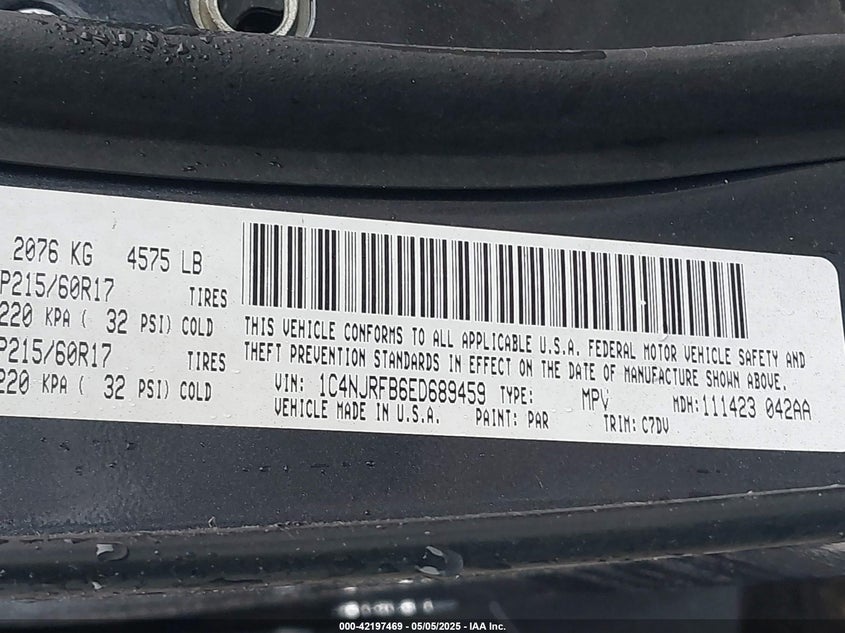 2076 KG 4575 LB
P215/60R17 TIRES
220 KPA ( 32 PSI) COLD
P215/60R17 TIRES
220 KPA ( 32 PSI) COLD
THIS VEHICLE CONFORMS TO ALL APPLICABLE U.S.A. FEDERAL MOTOR VEHICLE SAFETY AND
THEFT PREVENTION STANDARDS IN EFFECT ON THE DATE OF MANUFACTURE SHOWN ABOVE.
VIN: 1C4NJRFB6ED689459 TYPE: MPV MDH: 111423 042AA
VEHICLE MADE IN U.S.A. PAINT: PAR TRIM: C7DV
000-42197469 - 05/05/2025 - IAA Inc.